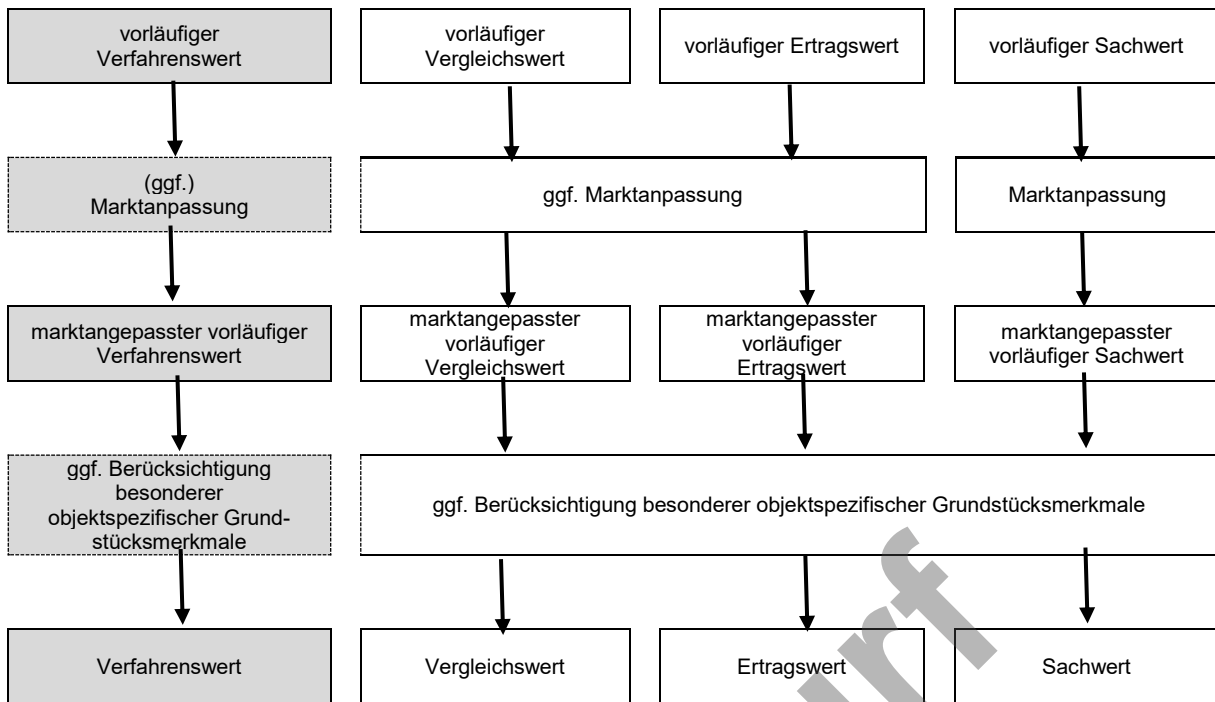 vorläufiger
Verfahrenswert
vorläufiger
Vergleichswert
vorläufiger Ertragswert
vorläufiger Sachwert
(ggf.)
Marktanpassung
ggf. Marktanpassung
Marktanpassung
marktangepasster vorläufiger
Verfahrenswert
marktangepasster
vorläufiger
Vergleichswert
marktangepasster
vorläufiger
Ertragswert
marktangepasster
vorläufiger Sachwert
ggf. Berücksichtigung
besonderer
objektspezifischer Grund-
stücksmerkmale
ggf. Berücksichtigung besonderer objektspezifischer Grundstücksmerkmale
Verfahrenswert
Vergleichswert
Ertragswert
Sachwert
urf